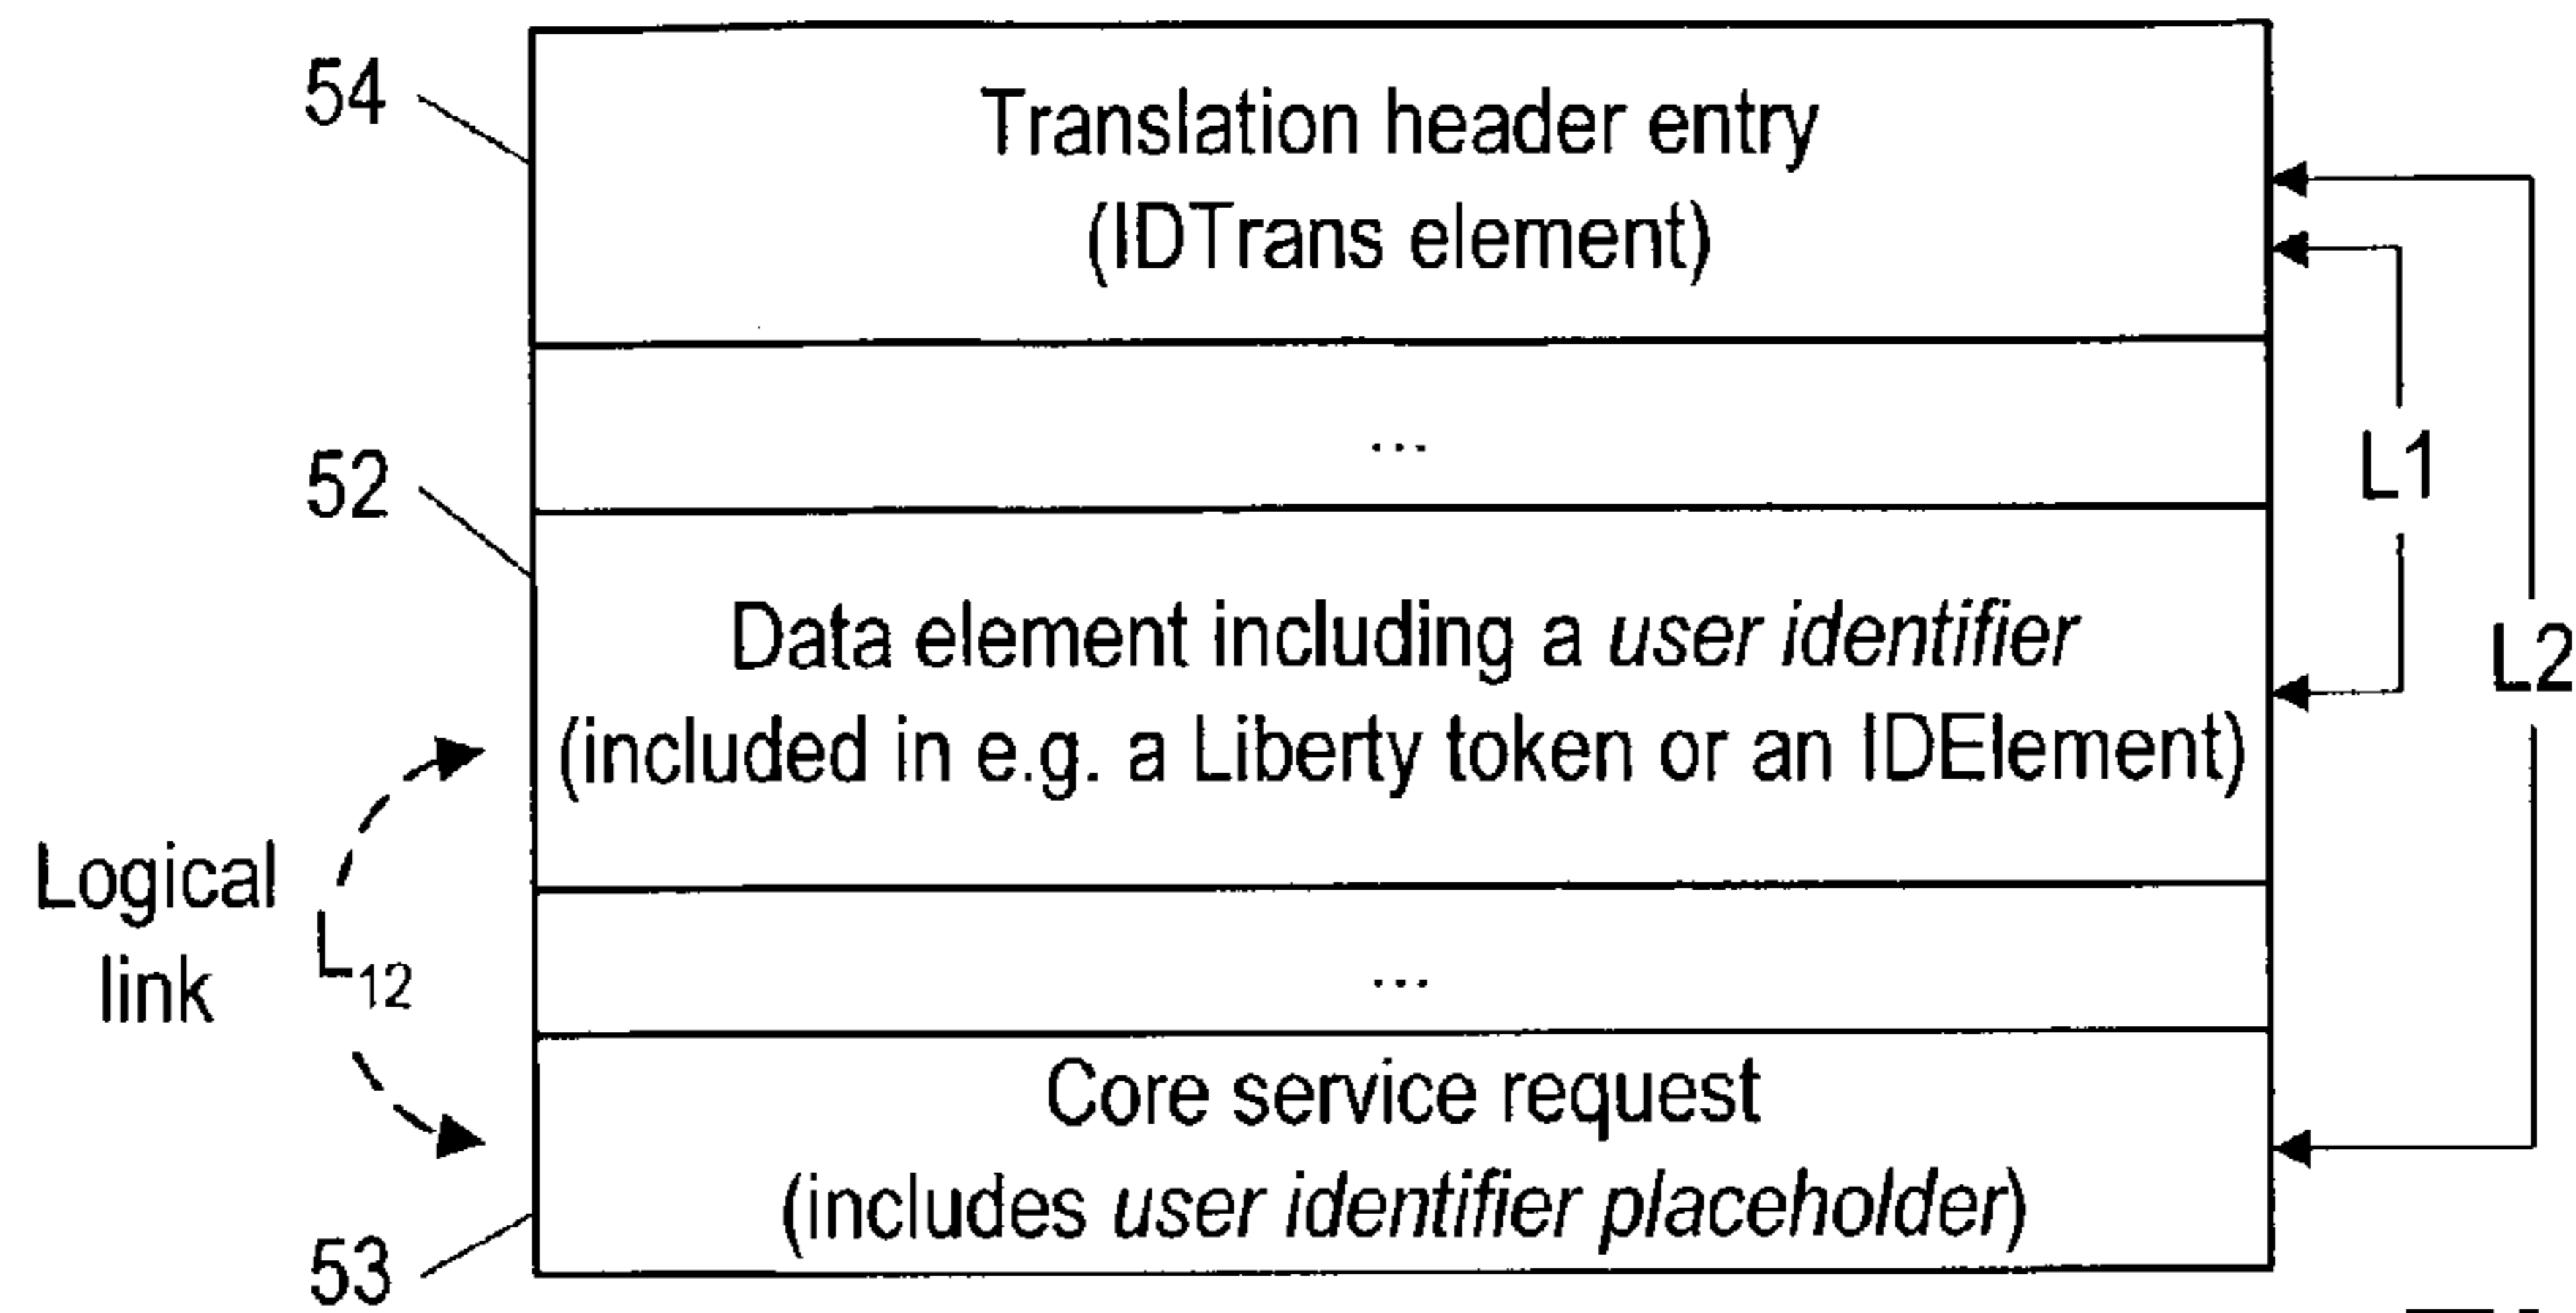 54
Translation header entry
(IDTrans element)
...
52
L1
Data element including a user identifier
(included in e.g. a Liberty token or an IDElement)
L2
Logical
link
L12
...
Core service request
(includes user identifier placeholder)
53